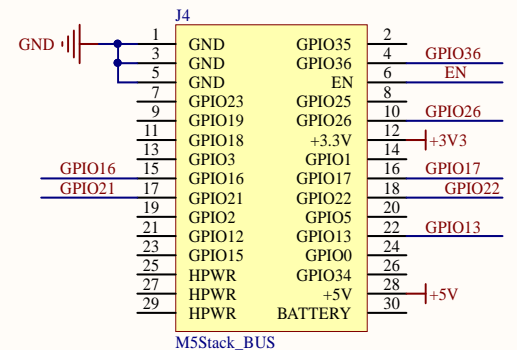 J4
1 GND GPIO35 2
GND 3 GND GPIO36 4 GPIO36
5 GND EN 6 EN
7 GPIO23 GPIO25 8
9 GPIO19 GPIO26 10 GPIO26
11 GPIO18 +3.3V 12 +3V3
13 GPIO3 GPIO1 14
GPIO16 15 GPIO16 GPIO17 16 GPIO17
GPIO21 17 GPIO21 GPIO22 18 GPIO22
19 GPIO2 GPIO5 20
21 GPIO12 GPIO13 22 GPIO13
23 GPIO15 GPIO0 24
25 HPWR GPIO34 26
27 HPWR +5V 28 +5V
29 HPWR BATTERY 30
M5Stack_BUS